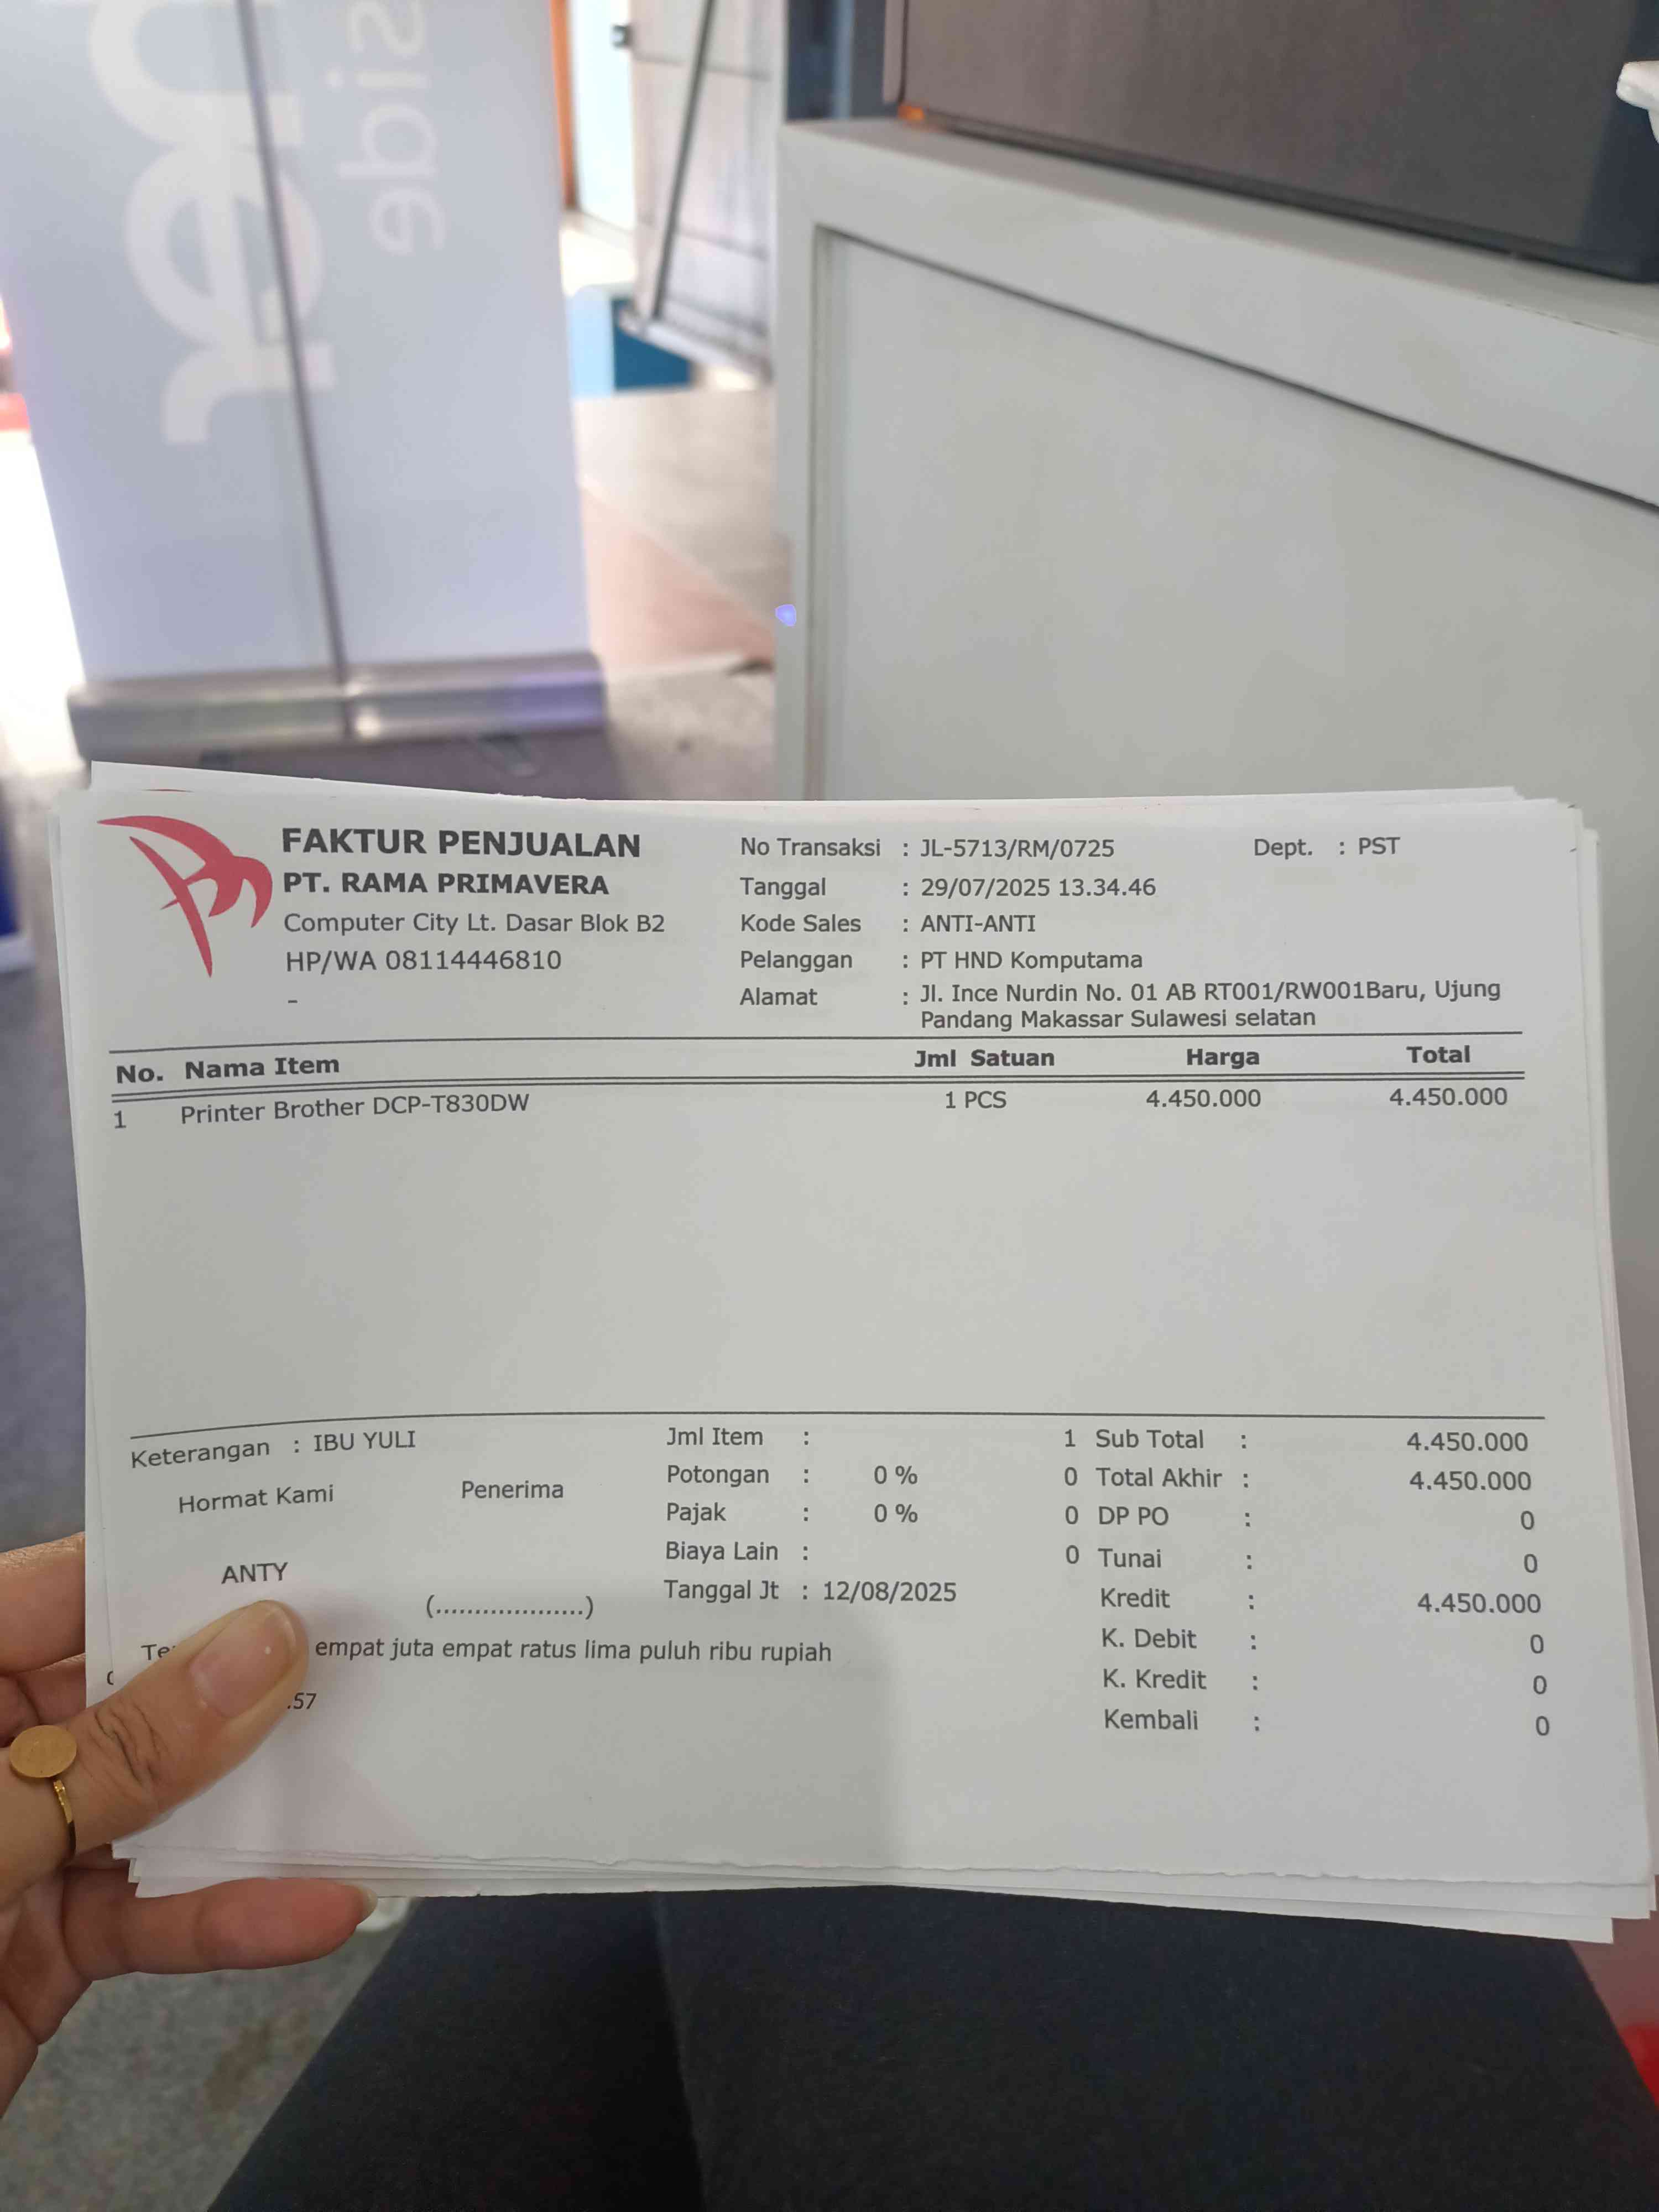 FAKTUR PENJUALAN
PT. RAMA PRIMAVERA
Computer City Lt. Dasar Blok B2
HP/WA 08114446810
-
No Transaksi : JL-5713/RM/0725 Dept. : PST
Tanggal : 29/07/2025 13.34.46
Kode Sales : ANTI-ANTI
Pelanggan : PT HND Komputama
Alamat : Jl. Ince Nurdin No. 01 AB RT001/RW001Baru, Ujung
Pandang Makassar Sulawesi selatan
No. Nama Item Jml Satuan Harga Total
1 Printer Brother DCP-T830DW 1 PCS 4.450.000 4.450.000
Keterangan : IBU YULI
Hormat Kami Penerima
ANTY
(...................)
empat juta empat ratus lima puluh ribu rupiah
.57
Jml Item : 1
Potongan : 0 % 0
Pajak : 0 % 0
Biaya Lain : 0
Tanggal Jt : 12/08/2025
Sub Total : 4.450.000
Total Akhir : 4.450.000
DP PO : 0
Tunai : 0
Kredit : 4.450.000
K. Debit : 0
K. Kredit : 0
Kembali : 0